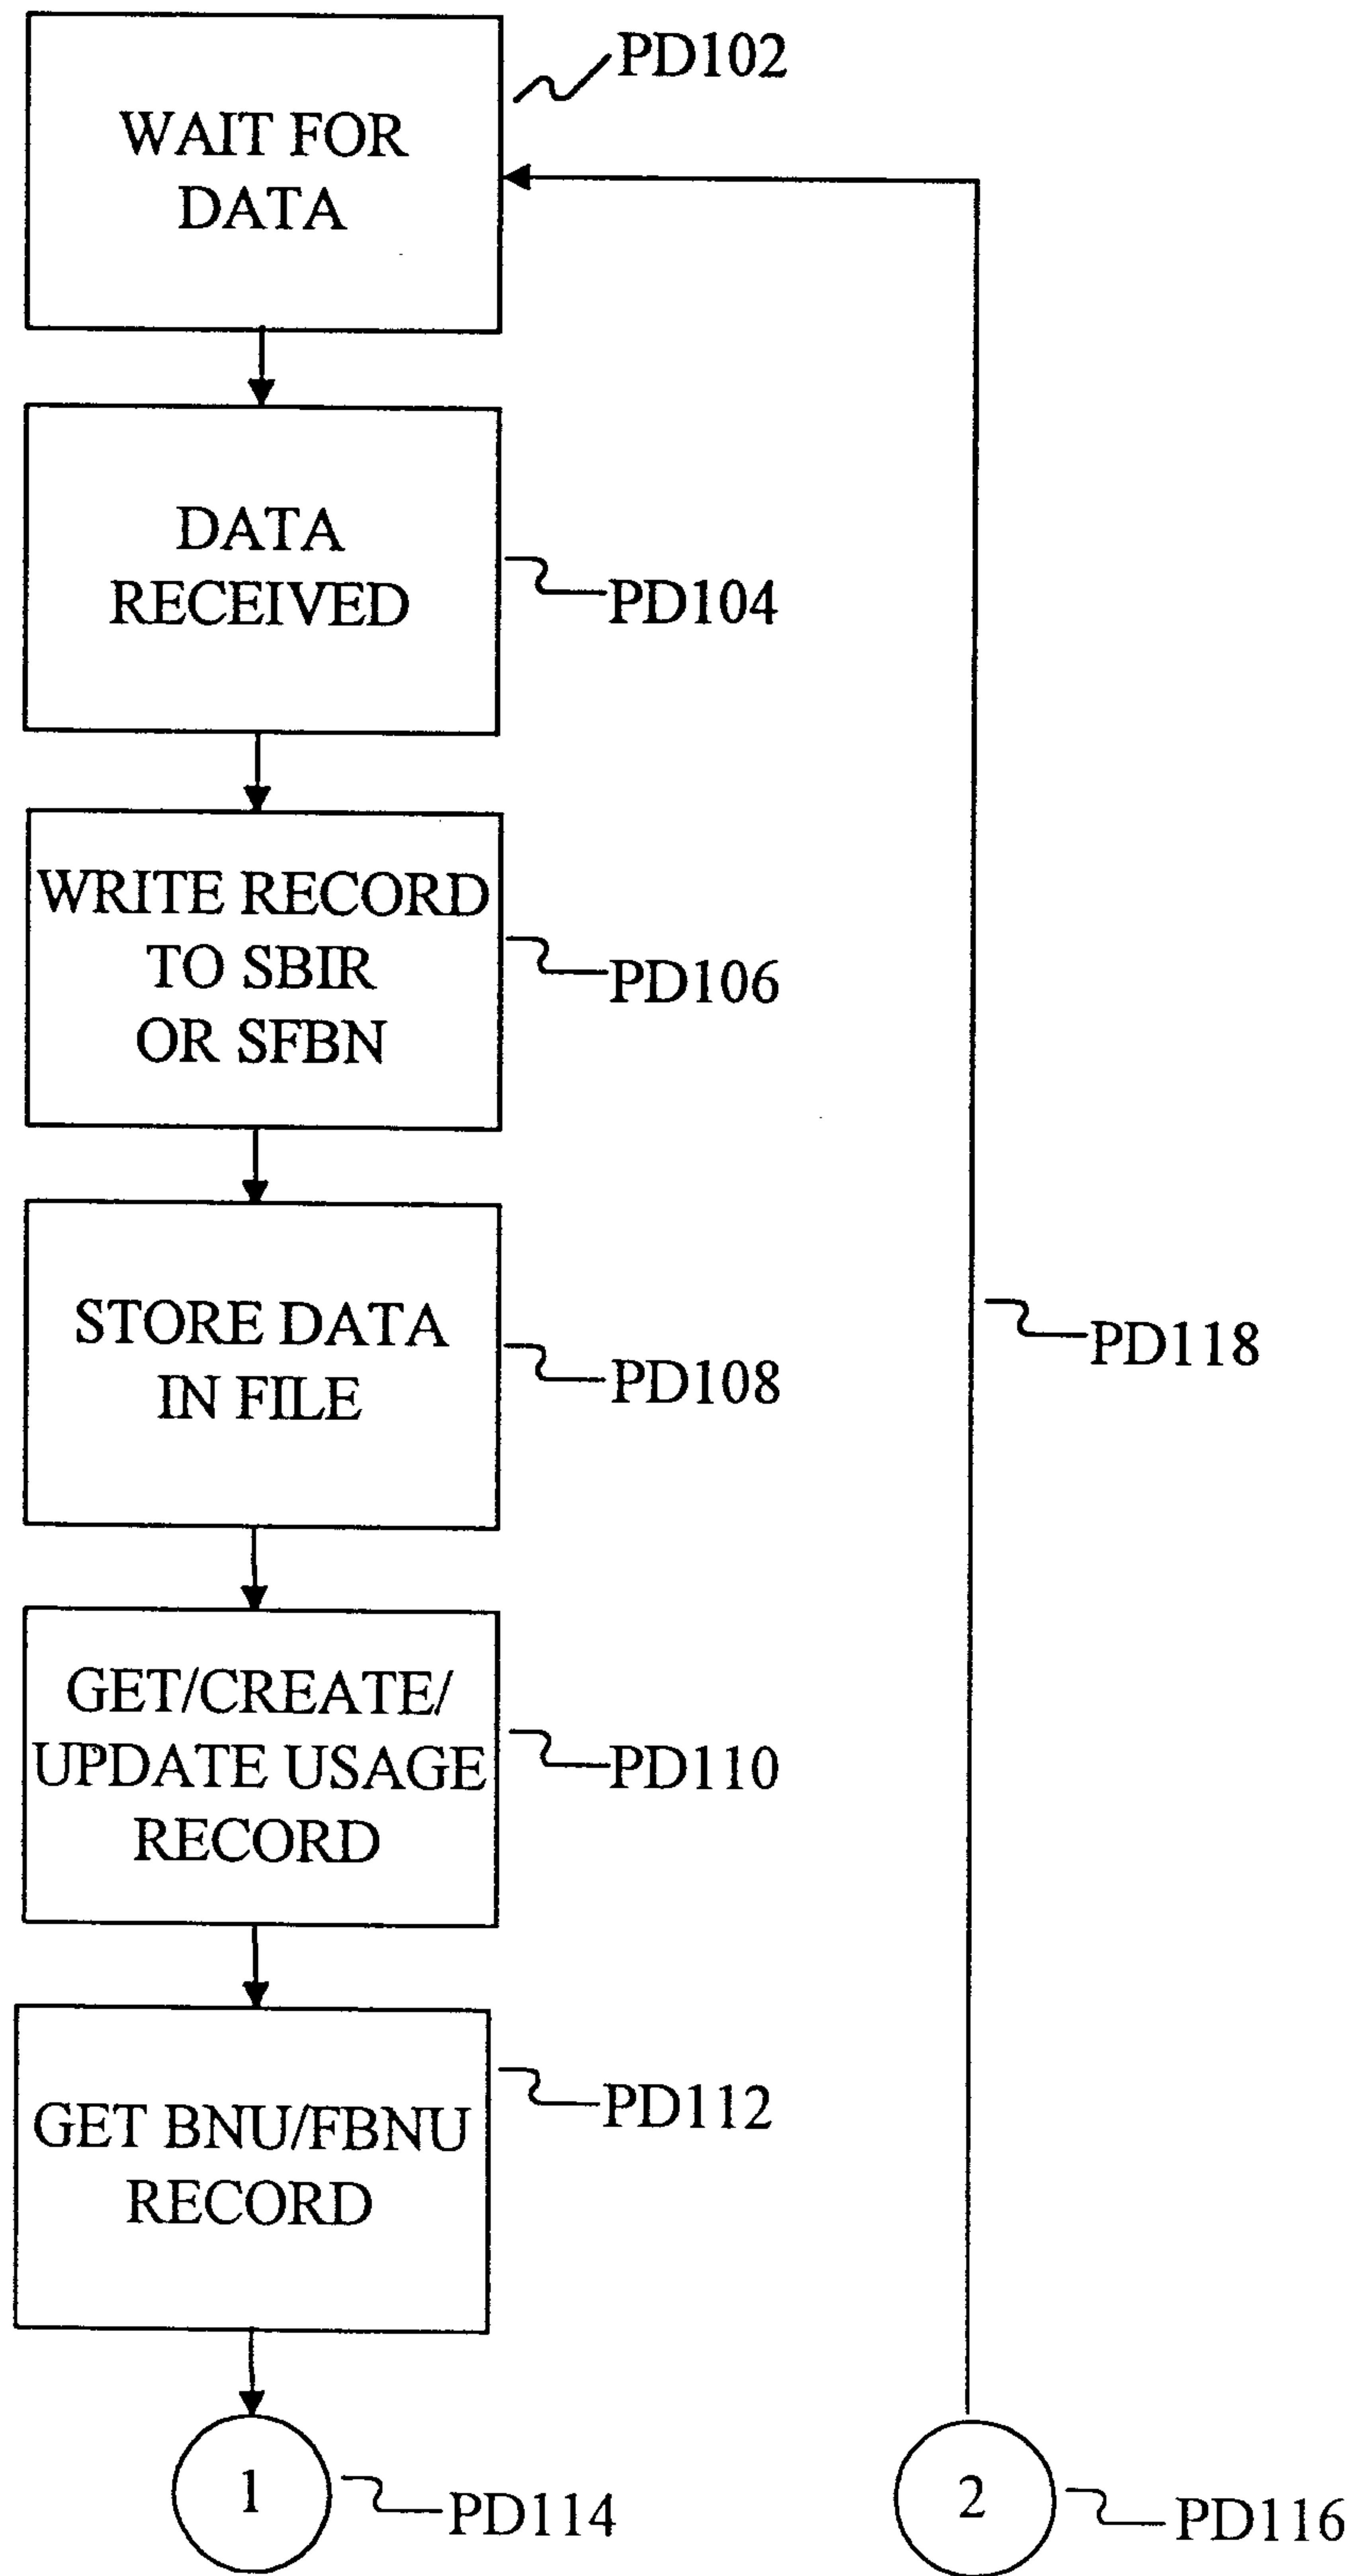 PD102
WAIT FOR
DATA
DATA
RECEIVED
PD104
WRITE RECORD
TO SBIR
OR SFBN
PD106
STORE DATA
IN FILE
PD108
PD118
GET/CREATE/
UPDATE USAGE
RECORD
PD110
GET BNU/FBNU
RECORD
PD112
1
PD114
2
PD116